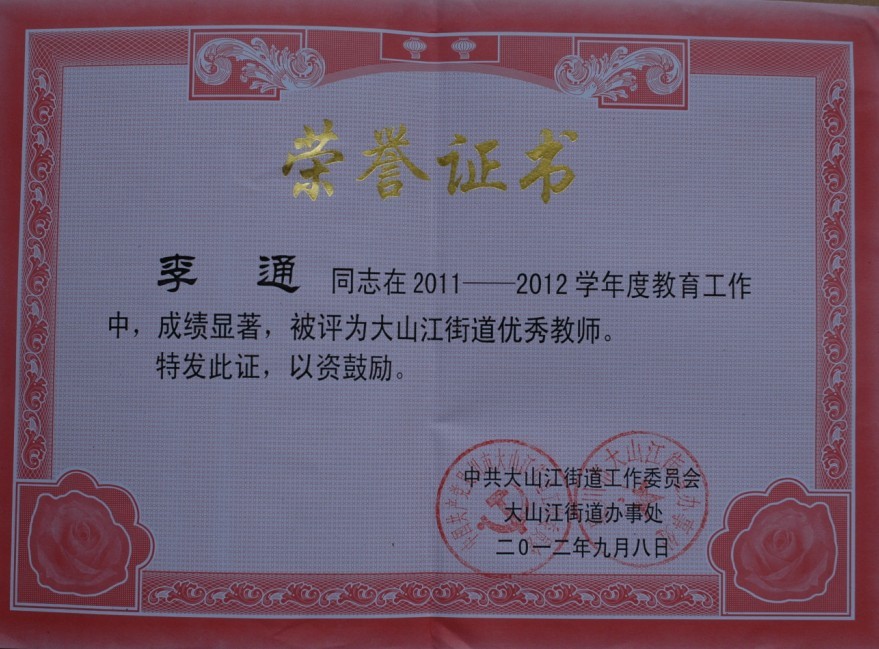 荣誉证书
李 通 同志在2011——2012学年度教育工作
中，成绩显著，被评为大山江街道优秀教师。
特发此证，以资鼓励。
中共大山江街道工作委员会
大山江街道办事处
二〇一二年九月八日